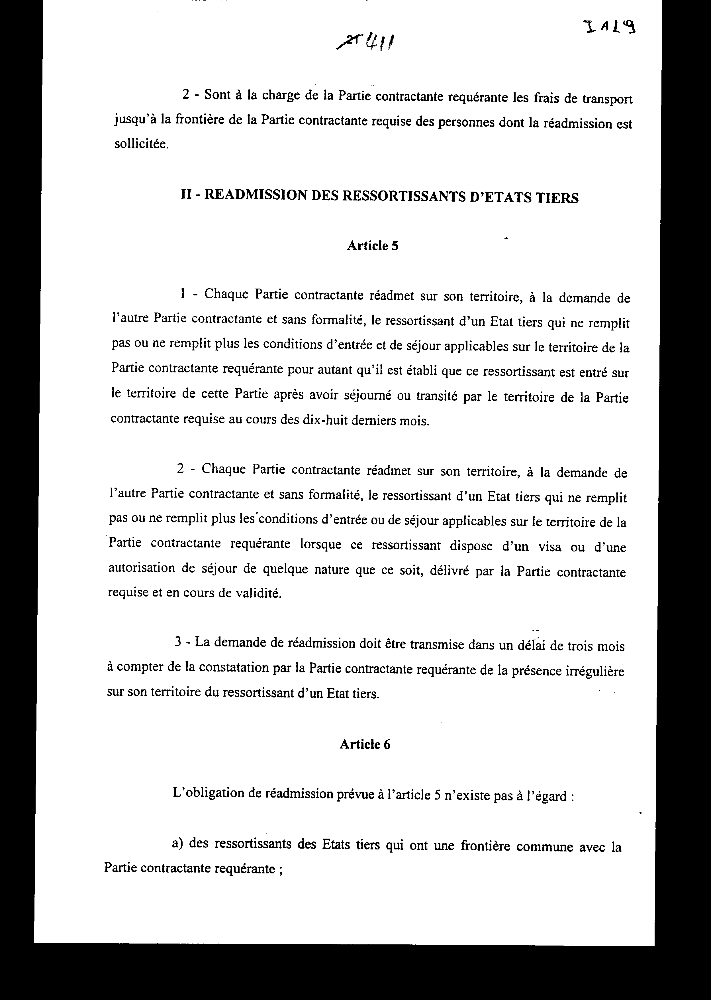 I A 19
411
2 - Sont à la charge de la Partie contractante requérante les frais de transport
jusqu'à la frontière de la Partie contractante requise des personnes dont la réadmission est
sollicitée.
II - READMISSION DES RESSORTISSANTS D'ETATS TIERS
Article 5
1 - Chaque Partie contractante réadmet sur son territoire, à la demande de
l'autre Partie contractante et sans formalité, le ressortissant d'un Etat tiers qui ne remplit
pas ou ne remplit plus les conditions d'entrée et de séjour applicables sur le territoire de la
Partie contractante requérante pour autant qu'il est établi que ce ressortissant est entré sur
le territoire de cette Partie après avoir séjourné ou transité par le territoire de la Partie
contractante requise au cours des dix-huit derniers mois.
2 - Chaque Partie contractante réadmet sur son territoire, à la demande de
l'autre Partie contractante et sans formalité, le ressortissant d'un Etat tiers qui ne remplit
pas ou ne remplit plus les conditions d'entrée ou de séjour applicables sur le territoire de la
Partie contractante requérante lorsque ce ressortissant dispose d'un visa ou d'une
autorisation de séjour de quelque nature que ce soit, délivré par la Partie contractante
requise et en cours de validité.
3 - La demande de réadmission doit être transmise dans un délai de trois mois
à compter de la constatation par la Partie contractante requérante de la présence irrégulière
sur son territoire du ressortissant d'un Etat tiers.
Article 6
L'obligation de réadmission prévue à l'article 5 n'existe pas à l'égard :
a) des ressortissants des Etats tiers qui ont une frontière commune avec la
Partie contractante requérante ;